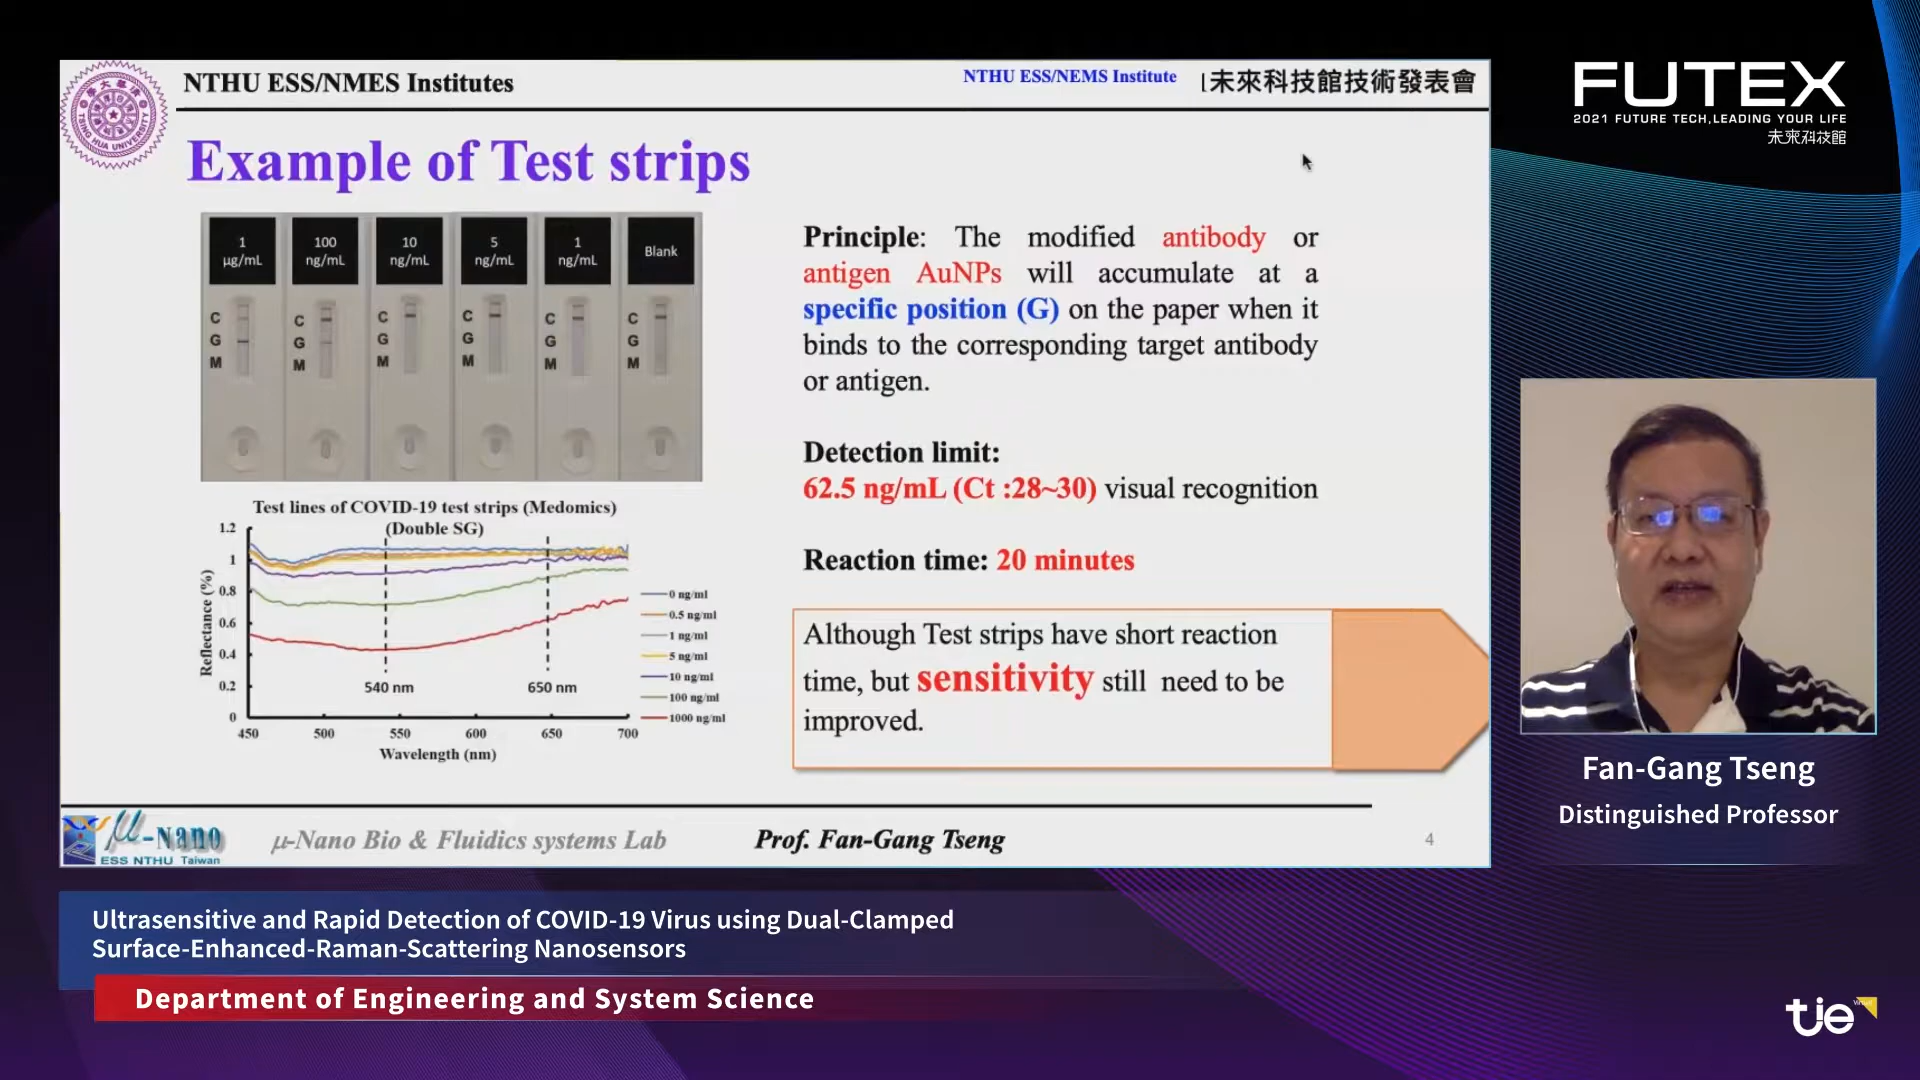 NTHU ESS/NMES Institutes
NTHU ESS/NEMS Institute
未來科技館技術發表會
TSING HUA UNIVERSITY
Example of Test strips
1 µg/mL
100 ng/mL
10 ng/mL
5 ng/mL
1 ng/mL
Blank
C C C C C C
G G G G G G
M M M M M M
Principle: The modified antibody or
antigen AuNPs will accumulate at a
specific position (G) on the paper when it
binds to the corresponding target antibody
or antigen.
Detection limit:
62.5 ng/mL (Ct :28~30) visual recognition
Reaction time: 20 minutes
Although Test strips have short reaction
time, but sensitivity still need to be
improved.
Test lines of COVID-19 test strips (Medomics)
(Double SG)
Reflectance (%)
1.2
1
0.8
0.6
0.4
0.2
0
540 nm
650 nm
450 500 550 600 650 700
Wavelength (nm)
0 ng/ml
0.5 ng/ml
1 ng/ml
5 ng/ml
10 ng/ml
100 ng/ml
1000 ng/ml
µ-Nano
ESS NTHU Taiwan
µ-Nano Bio & Fluidics systems Lab
Prof. Fan-Gang Tseng
4
FUTEX
2021 FUTURE TECH,LEADING YOUR LIFE
未來科技館
Fan-Gang Tseng
Distinguished Professor
Ultrasensitive and Rapid Detection of COVID-19 Virus using Dual-Clamped
Surface-Enhanced-Raman-Scattering Nanosensors
Department of Engineering and System Science
tie